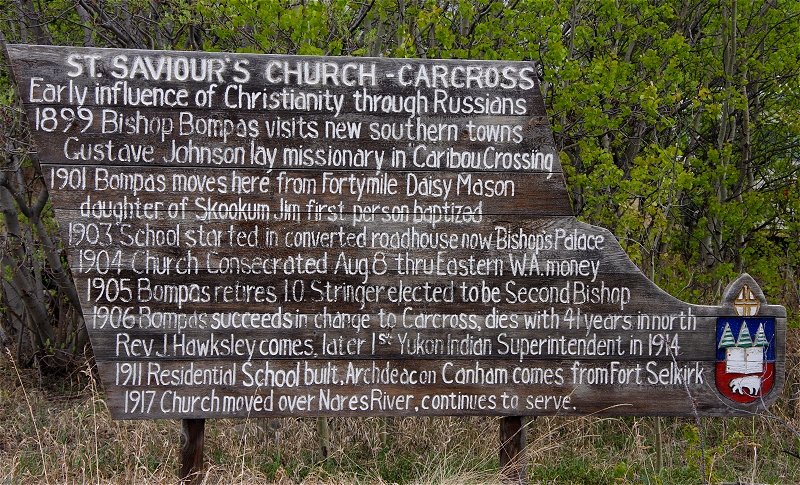 ST. SAVIOUR'S CHURCH - CARCROSS
Early influence of Christianity through Russians
1899 Bishop Bompas visits new southern towns
Gustave Johnson lay missionary in "Caribou Crossing
1901 Bompas moves here from Fortymile Daisy Mason
daughter of Skookum Jim first person baptized
1903 School started in converted roadhouse now Bishop's Palace
1904 Church Consecrated Aug 8 thru Eastern W.A. money
1905 Bompas retires, I.O. Stringer elected to be Second Bishop
1906 Bompas succeeds in change to Carcross, dies with 41 years in north
Rev J. Hawksley comes, later 1st Yukon Indian Superintendent in 1914
1911 Residential School built, Archdeacon Canham comes from Fort Selkirk
1917 Church moved over Nares River, continues to serve.